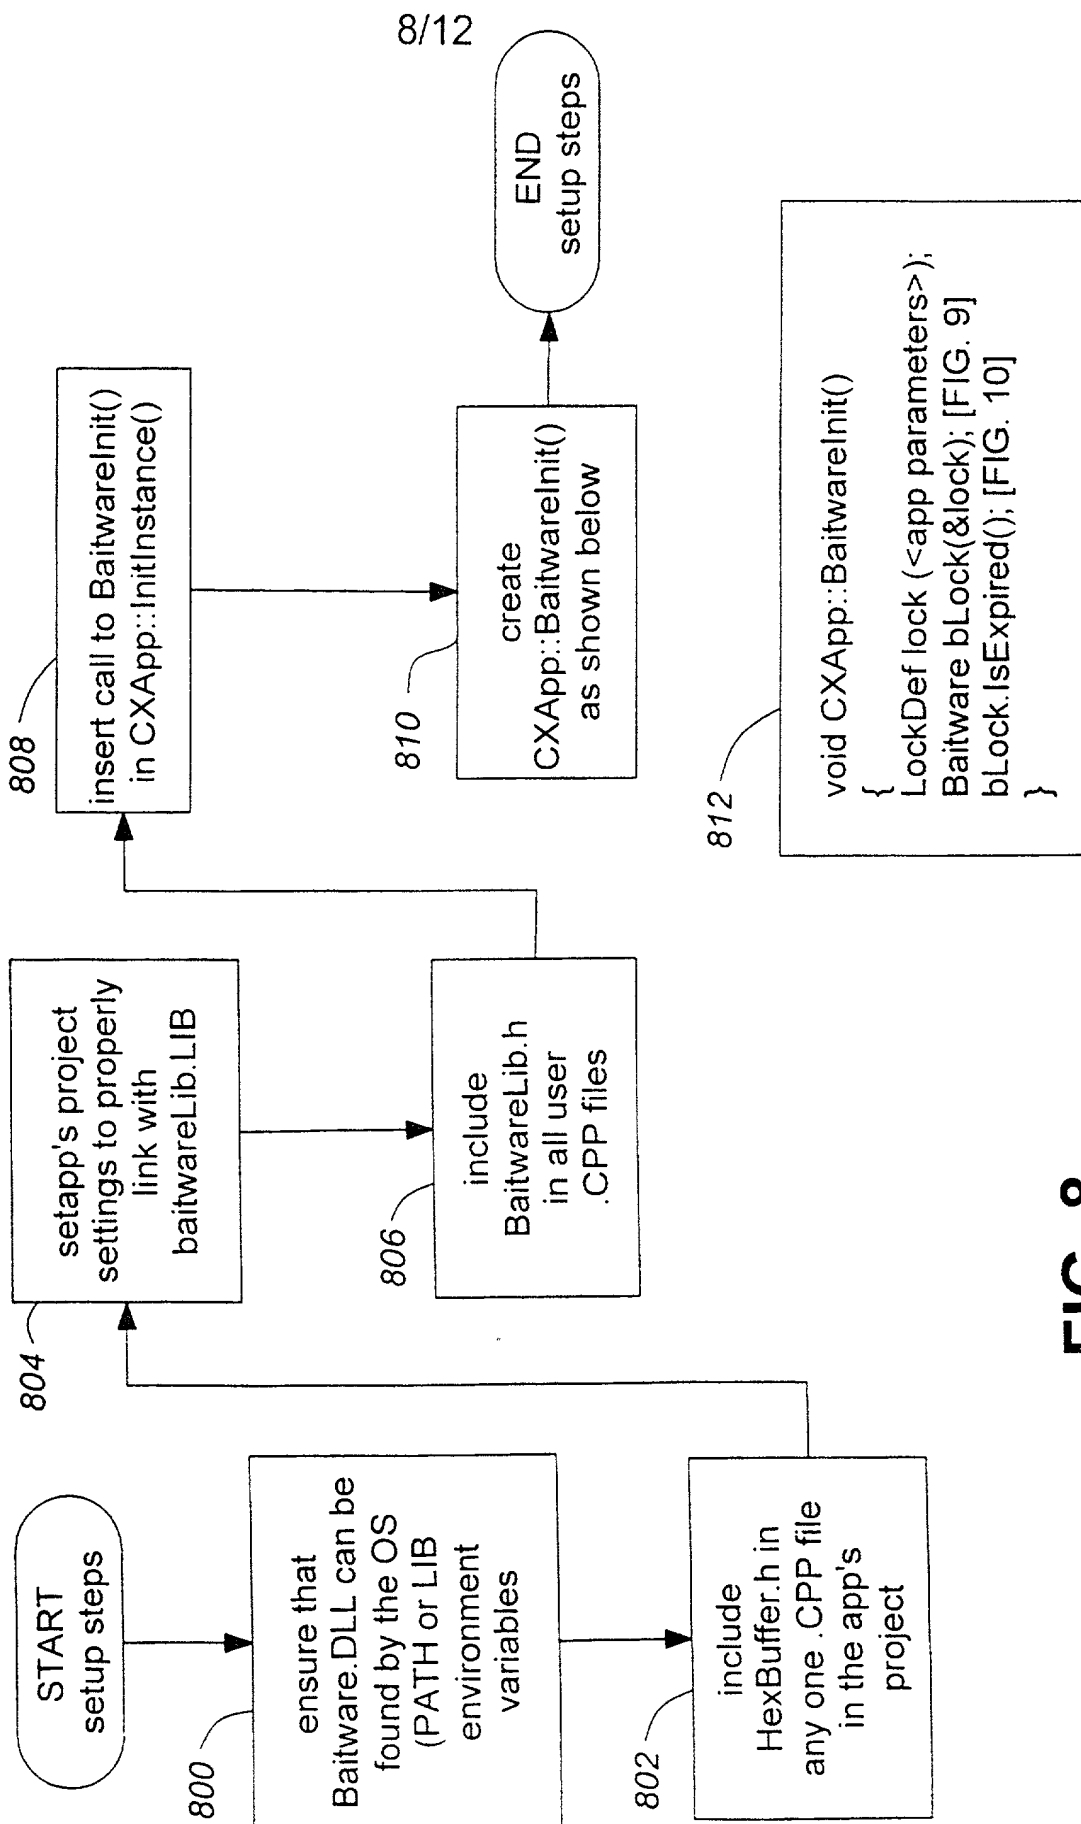 8/12
START
setup steps
800
ensure that
Baitware.DLL can be
found by the OS
(PATH or LIB
environment
variables
802
include
HexBuffer.h in
any one .CPP file
in the app's
project
804
setapp's project
settings to properly
link with
baitwareLib.LIB
806
include
BaitwareLib.h
in all user
.CPP files
808
insert call to BaitwareInit()
in CXApp::InitInstance()
810
create
CXApp::BaitwareInit()
as shown below
END
setup steps
812
void CXApp::BaitwareInit()
{
LockDef lock (<app parameters>);
Baitware bLock(&lock); [FIG. 9]
bLock.IsExpired(); [FIG. 10]
}
FIG. 8